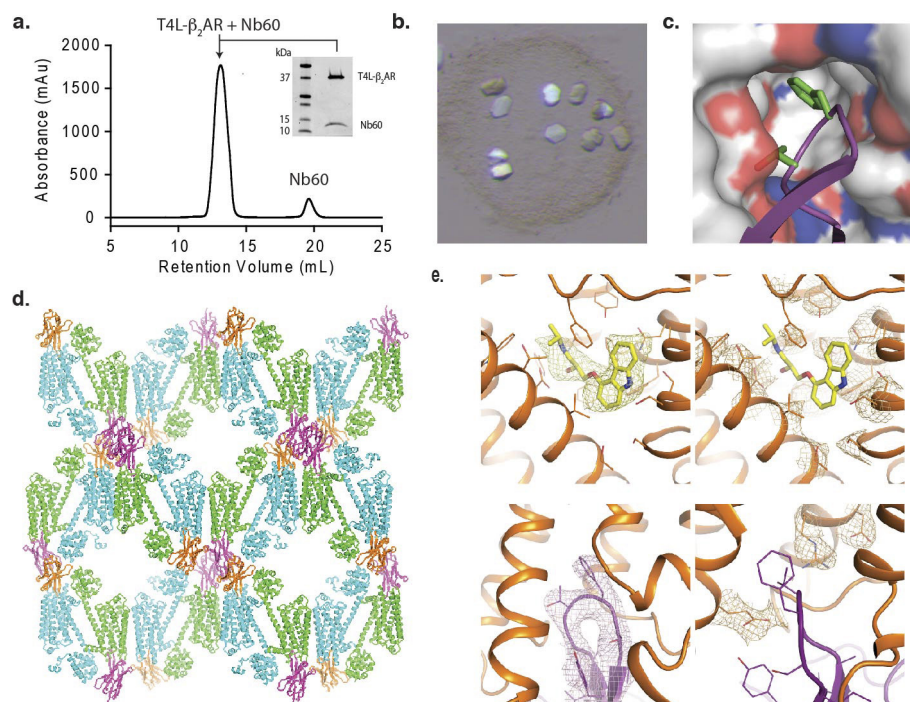 a.
T4L-β₂AR + Nb60
Absorbance (mAu)
2000
1500
1000
500
0
5
10
15
20
25
Retention Volume (mL)
Nb60
kDa
37
15
10
T4L-β₂AR
Nb60
b.
c.
d.
e.